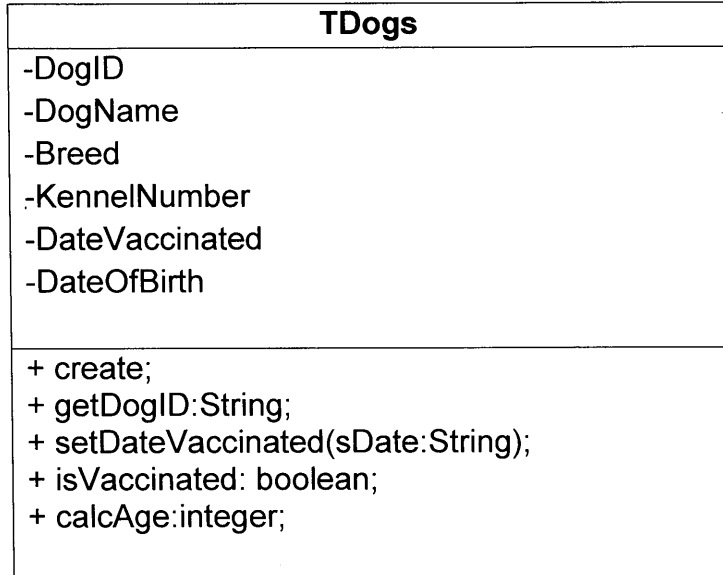 TDogs
-DogID
-DogName
-Breed
-KennelNumber
-DateVaccinated
-DateOfBirth
+ create;
+ getDogID:String;
+ setDateVaccinated(sDate:String);
+ isVaccinated: boolean;
+ calcAge:integer;